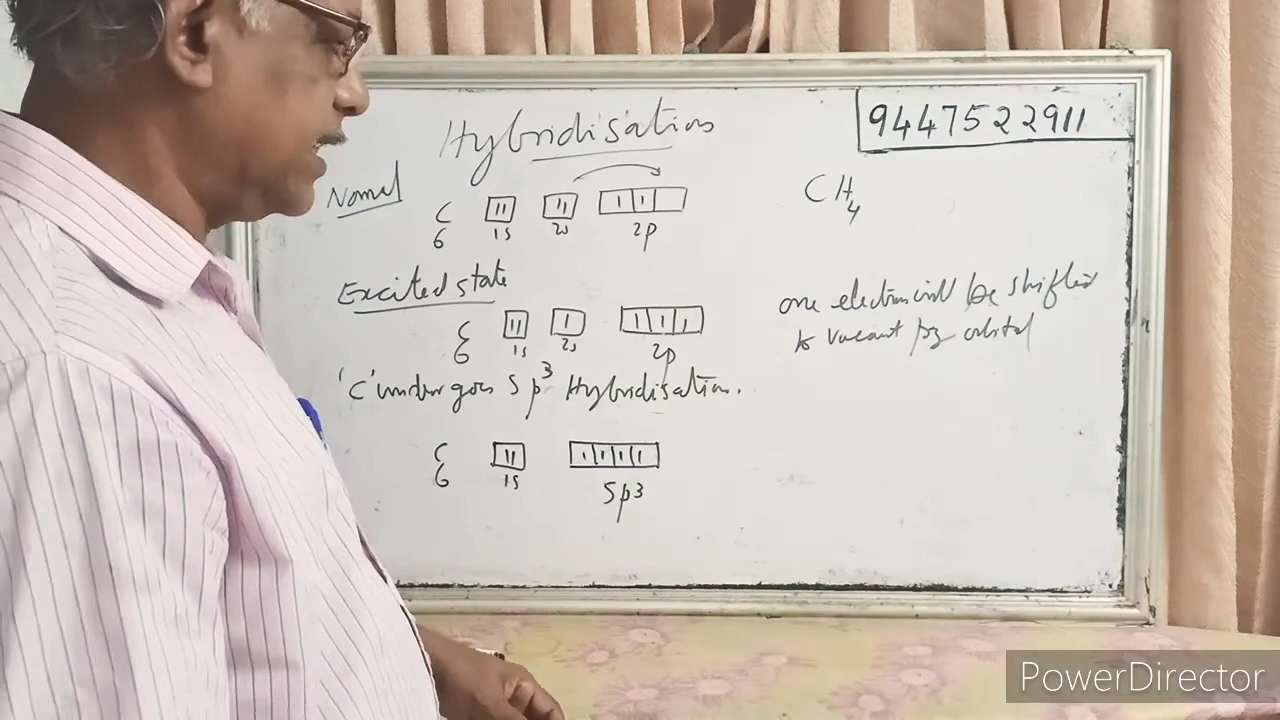 Hybridisation
9447522911
Normal
C
6
1s
2s
2p
CH4
Excited state
C
6
1s
2s
2p
one electron will be shifted
to vacant pz orbital
'C' undergoes Sp3 Hybridisation.
C
6
1s
Sp3
PowerDirector